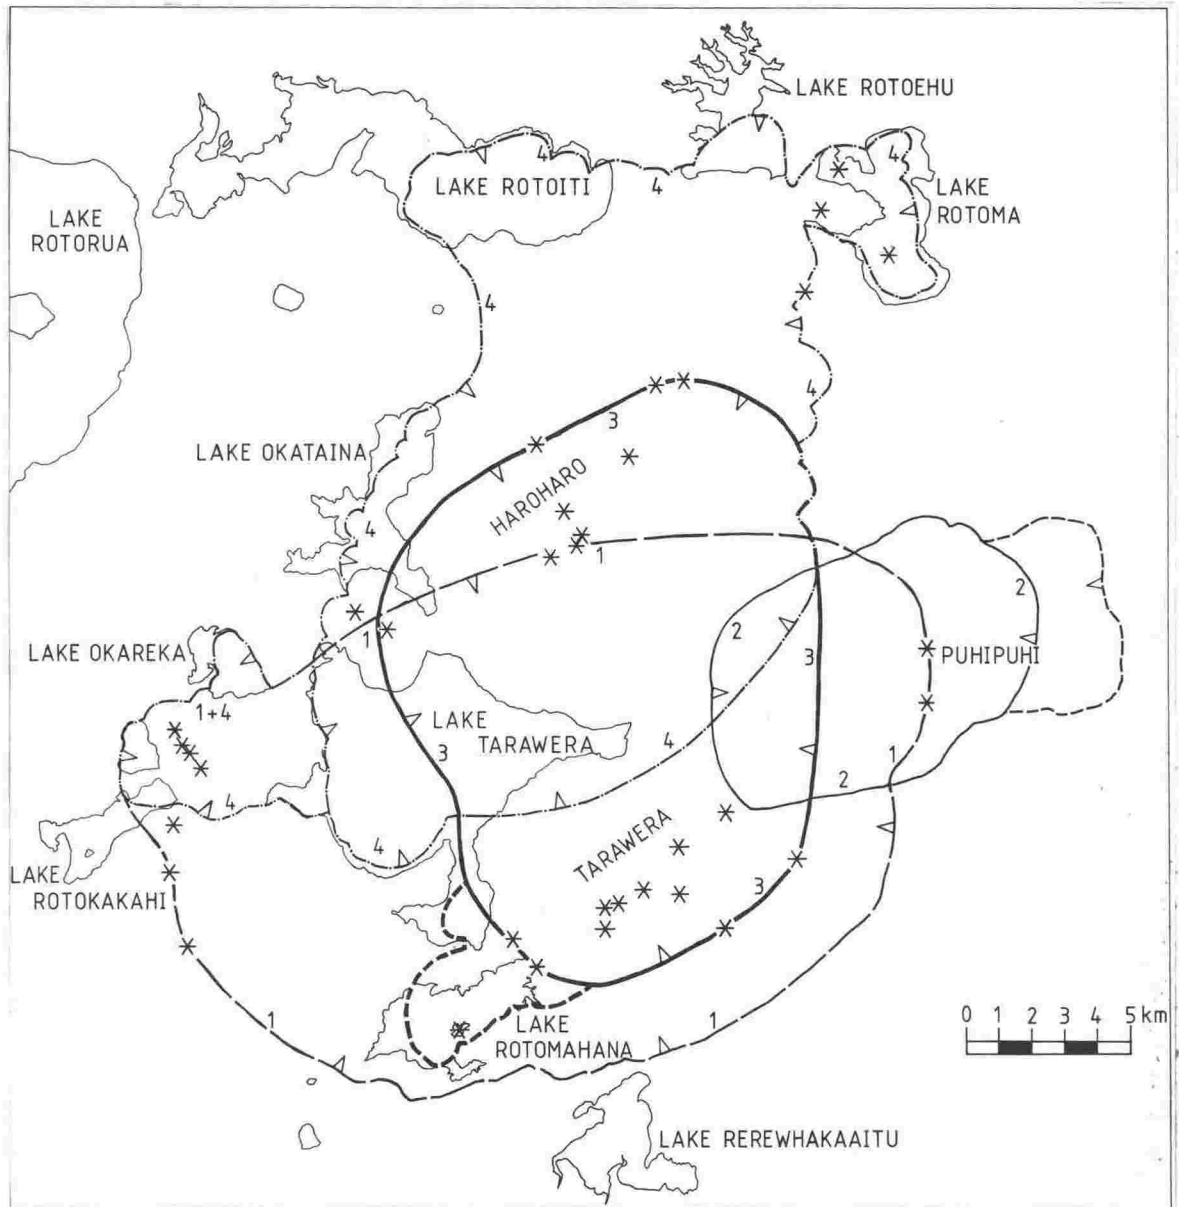 LAKE ROTOEHU
4
4
LAKE ROTOITI
4
LAKE
ROTOMA
LAKE
ROTORUA
4
4
3
LAKE OKATAINA
HAROHARO
4
1
2
2
1
LAKE OKAREKA
3
PUHIPUHI
1+4
LAKE
TARAWERA
3
4
1
2
4
4
TARAWERA
3
LAKE
ROTOKAKAHI
1
1
LAKE
ROTOMAHANA
0 1 2 3 4 5 km
LAKE REREWHAKAAITU